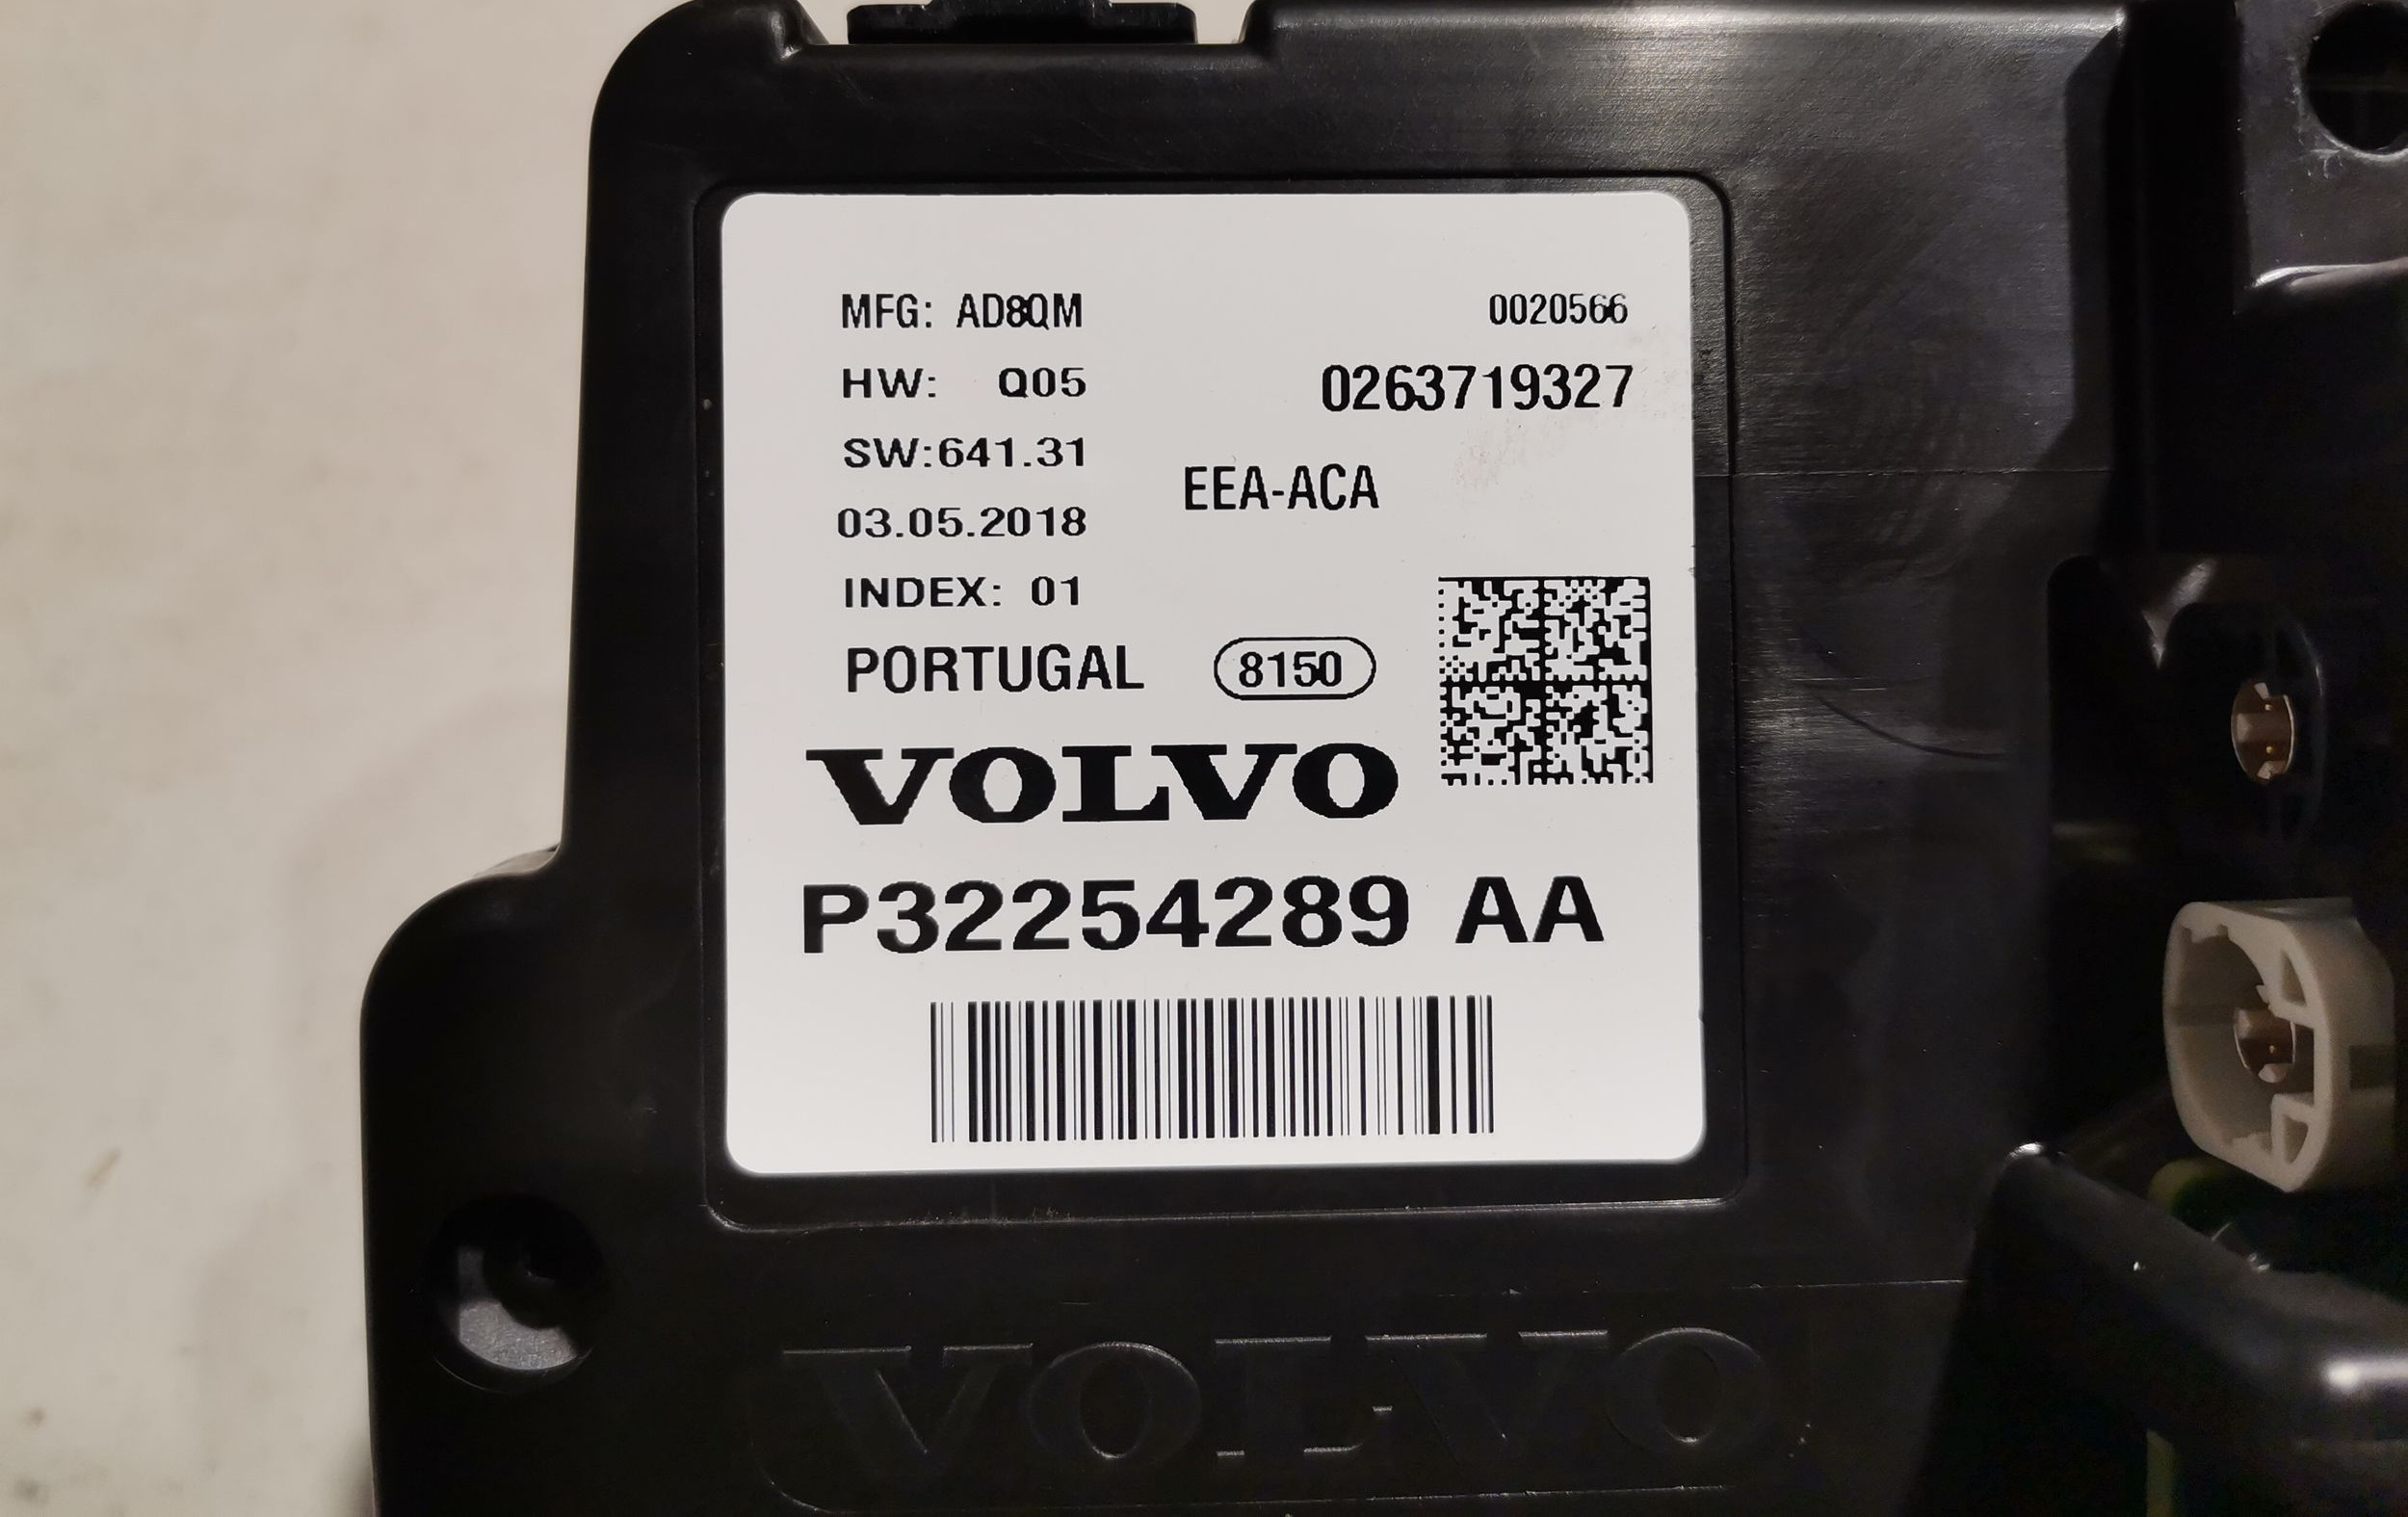 MFG: AD8QM
0020566
HW: Q05
0263719327
SW:641.31
EEA-ACA
03.05.2018
INDEX: 01
PORTUGAL
8150
VOLVO
P32254289 AA
VOLVO